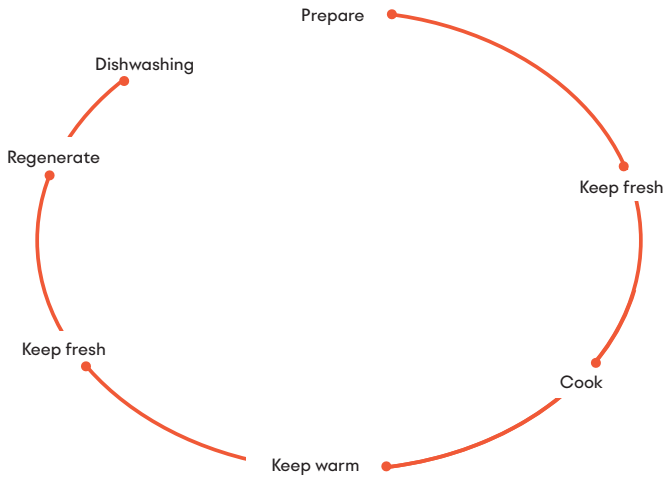 Prepare
Keep fresh
Cook
Keep warm
Keep fresh
Regenerate
Dishwashing